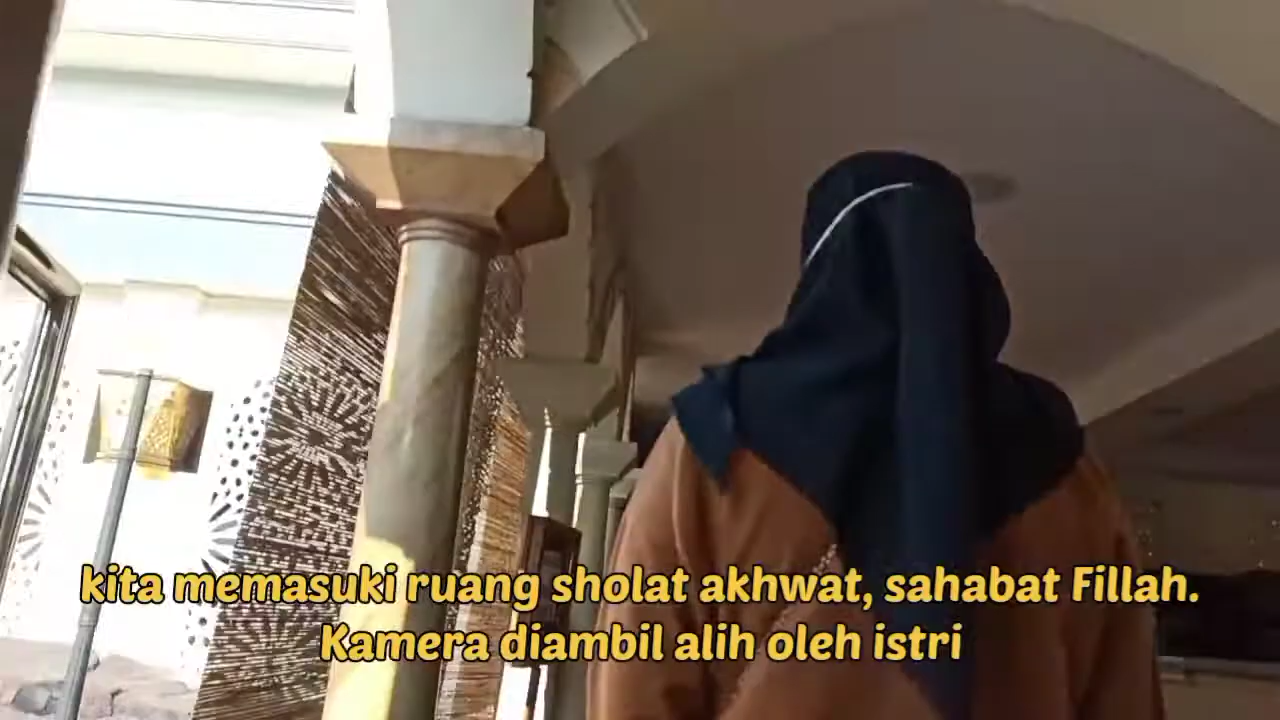 kita memasuki ruang sholat akhwat, sahabat Fillah.
Kamera diambil alih oleh istri